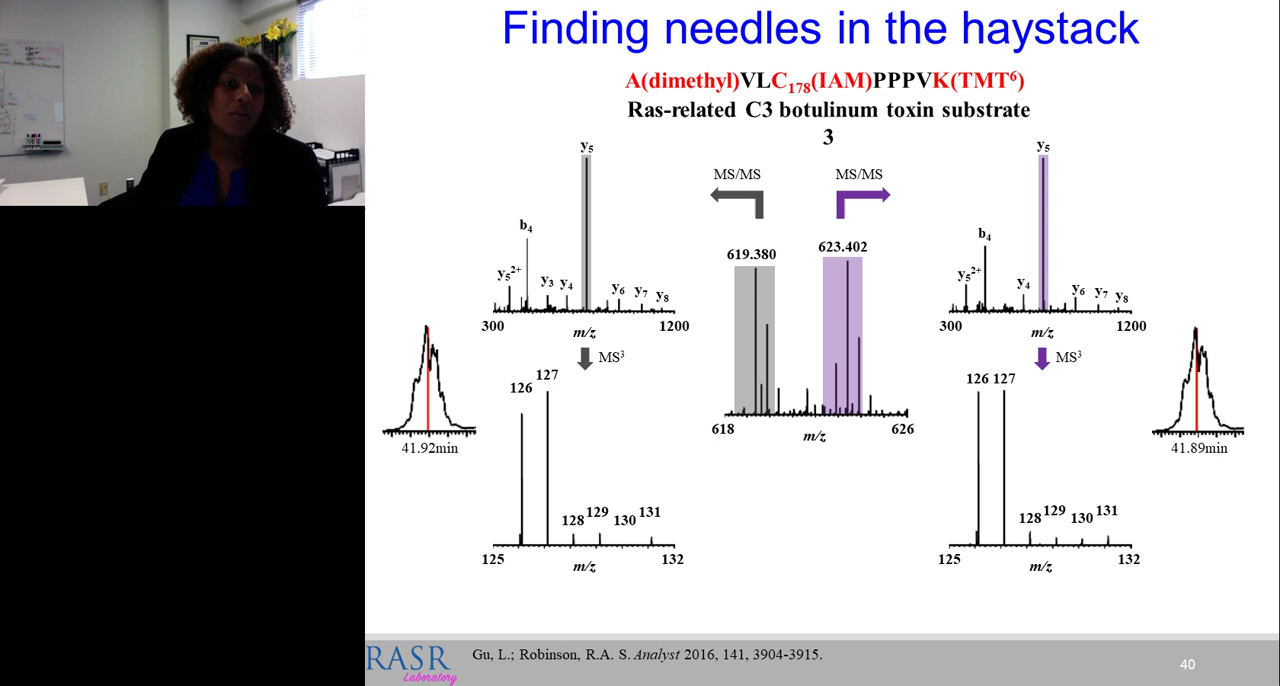 Finding needles in the haystack
A(dimethyl)VLC₁₇₈(IAM)PPPVK(TMT⁶)
Ras-related C3 botulinum toxin substrate
3
y₅
MS/MS
MS/MS
y₅
b₄
y₅²⁺
y₃
y₄
y₆
y₇
y₈
300
m/z
1200
619.380
623.402
618
m/z
626
b₄
y₅²⁺
y₄
y₆
y₇
y₈
300
m/z
1200
MS³
MS³
41.92min
126
127
128
129
130
131
125
m/z
132
126 127
128
129
130
131
125
m/z
132
41.89min
RASR
Laboratory
Gu, L.; Robinson, R.A. S. Analyst 2016, 141, 3904-3915.
40